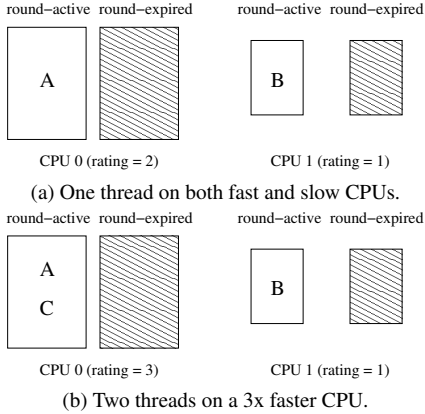 round−active round−expired round−active round−expired
A B
CPU 0 (rating = 2) CPU 1 (rating = 1)
(a) One thread on both fast and slow CPUs.
round−active round−expired round−active round−expired
A
B
C
CPU 0 (rating = 3) CPU 1 (rating = 1)
(b) Two threads on a 3x faster CPU.